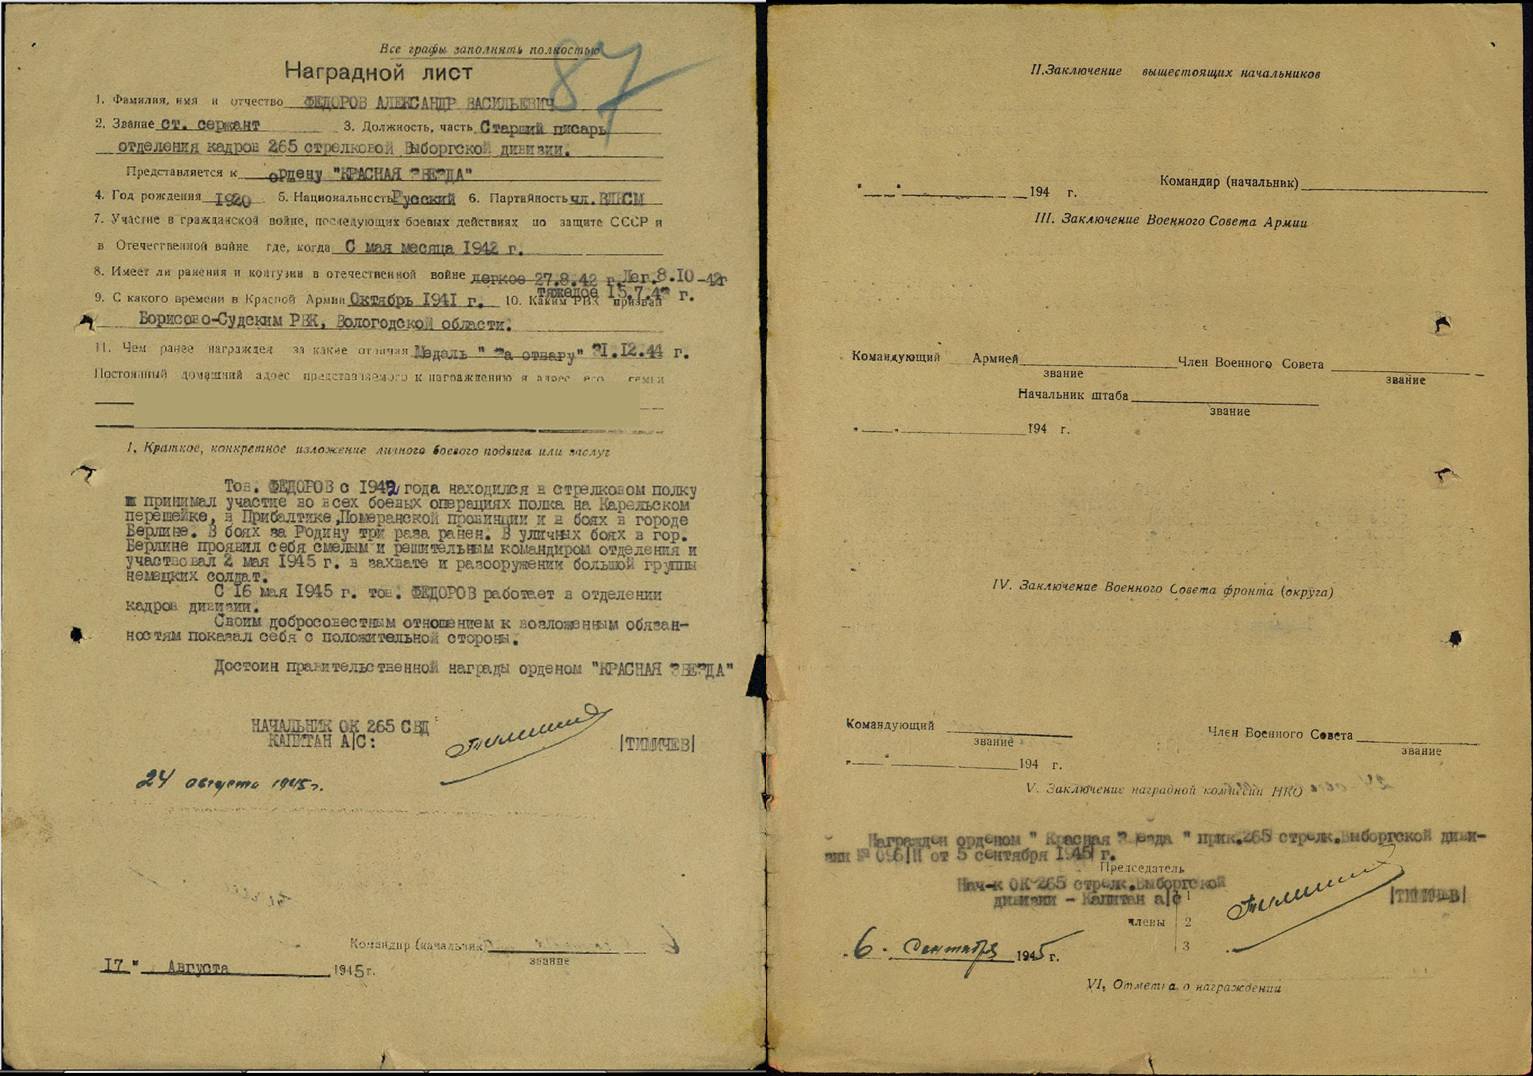 Все графы заполнять полностью
87
Наградной лист
1. Фамилия, имя и отчество ФЕДОРОВ АЛЕКСАНДР ВАСИЛЬЕВИЧ
2. Звание ст. сержант 3. Должность, часть Старший писарь
отделения кадров 265 стрелковой Выборгской дивизии.
Представляется к ордену "КРАСНАЯ ЗВЕЗДА"
4. Год рождения 1920 5. Национальность Русский 6. Партийность чл. ВЛКСМ
7. Участие в гражданской войне, последующих боевых действиях по защите СССР и
в Отечественной войне где, когда С мая месяца 1942 г.
8. Имеет ли ранения и контузии в отечественной войне легкое 27.8.42 г. Лег. 8.10-42г
тяжелое 15.7.4 г.
9. С какого времени в Красной Армии Октябрь 1941 г. 10. Каким РВК призван
Борисово-Судским РВК, Вологодской области.
11. Чем ранее награжден за какие отличия Медаль "За отвагу" 31.12.44 г.
Постоянный домашний адрес представляемого к награждению и адрес его семьи
I. Краткое, конкретное изложение личного боевого подвига или заслуг
Тов. ФЕДОРОВ с 1942 года находился в стрелковом полку
и принимал участие во всех боевых операциях полка на Карельском
перешейке, в Прибалтике, Померанской провинции и в боях в городе
Берлине. В боях за Родину три раза ранен. В уличных боях в гор.
Берлине проявил себя смелым и решительным командиром отделения и
участвовал 2 мая 1945 г. в захвате и разоружении большой группы
немецких солдат.
С 16 мая 1945 г. тов. ФЕДОРОВ работает в отделении
кадров дивизии.
Своим добросовестным отношением к возложенным обязан-
ностям показал себя с положительной стороны.
Достоин правительственной награды орденом "КРАСНАЯ ЗВЕЗДА"
НАЧАЛЬНИК ОК 265 СВД
КАПИТАН А/С:
/ТИМИЧЕВ/
24 августа 1945г.
Командир (начальник)
звание
17 " Августа 1945 г.
II. Заключение вышестоящих начальников
" " 194 г. Командир (начальник)
III. Заключение Военного Совета Армии
Командующий Армией Член Военного Совета
звание звание
Начальник штаба
звание
" " 194 г.
IV. Заключение Военного Совета фронта (округа)
Командующий Член Военного Совета
звание звание
" " 194 г.
V. Заключение наградной комиссии НКО
Награжден орденом "Красная Звезда" прик. 265 стрелк. Выборгской диви-
зии № 096/Н от 5 сентября 1945 г.
Председатель
Нач-к ОК 265 стрелк. Выборгской
дивизии - Капитан а/с 1 /ТИМИЧЕВ/
члены 2
3
6. сентября 1945 г.
VI. Отметка о награждении